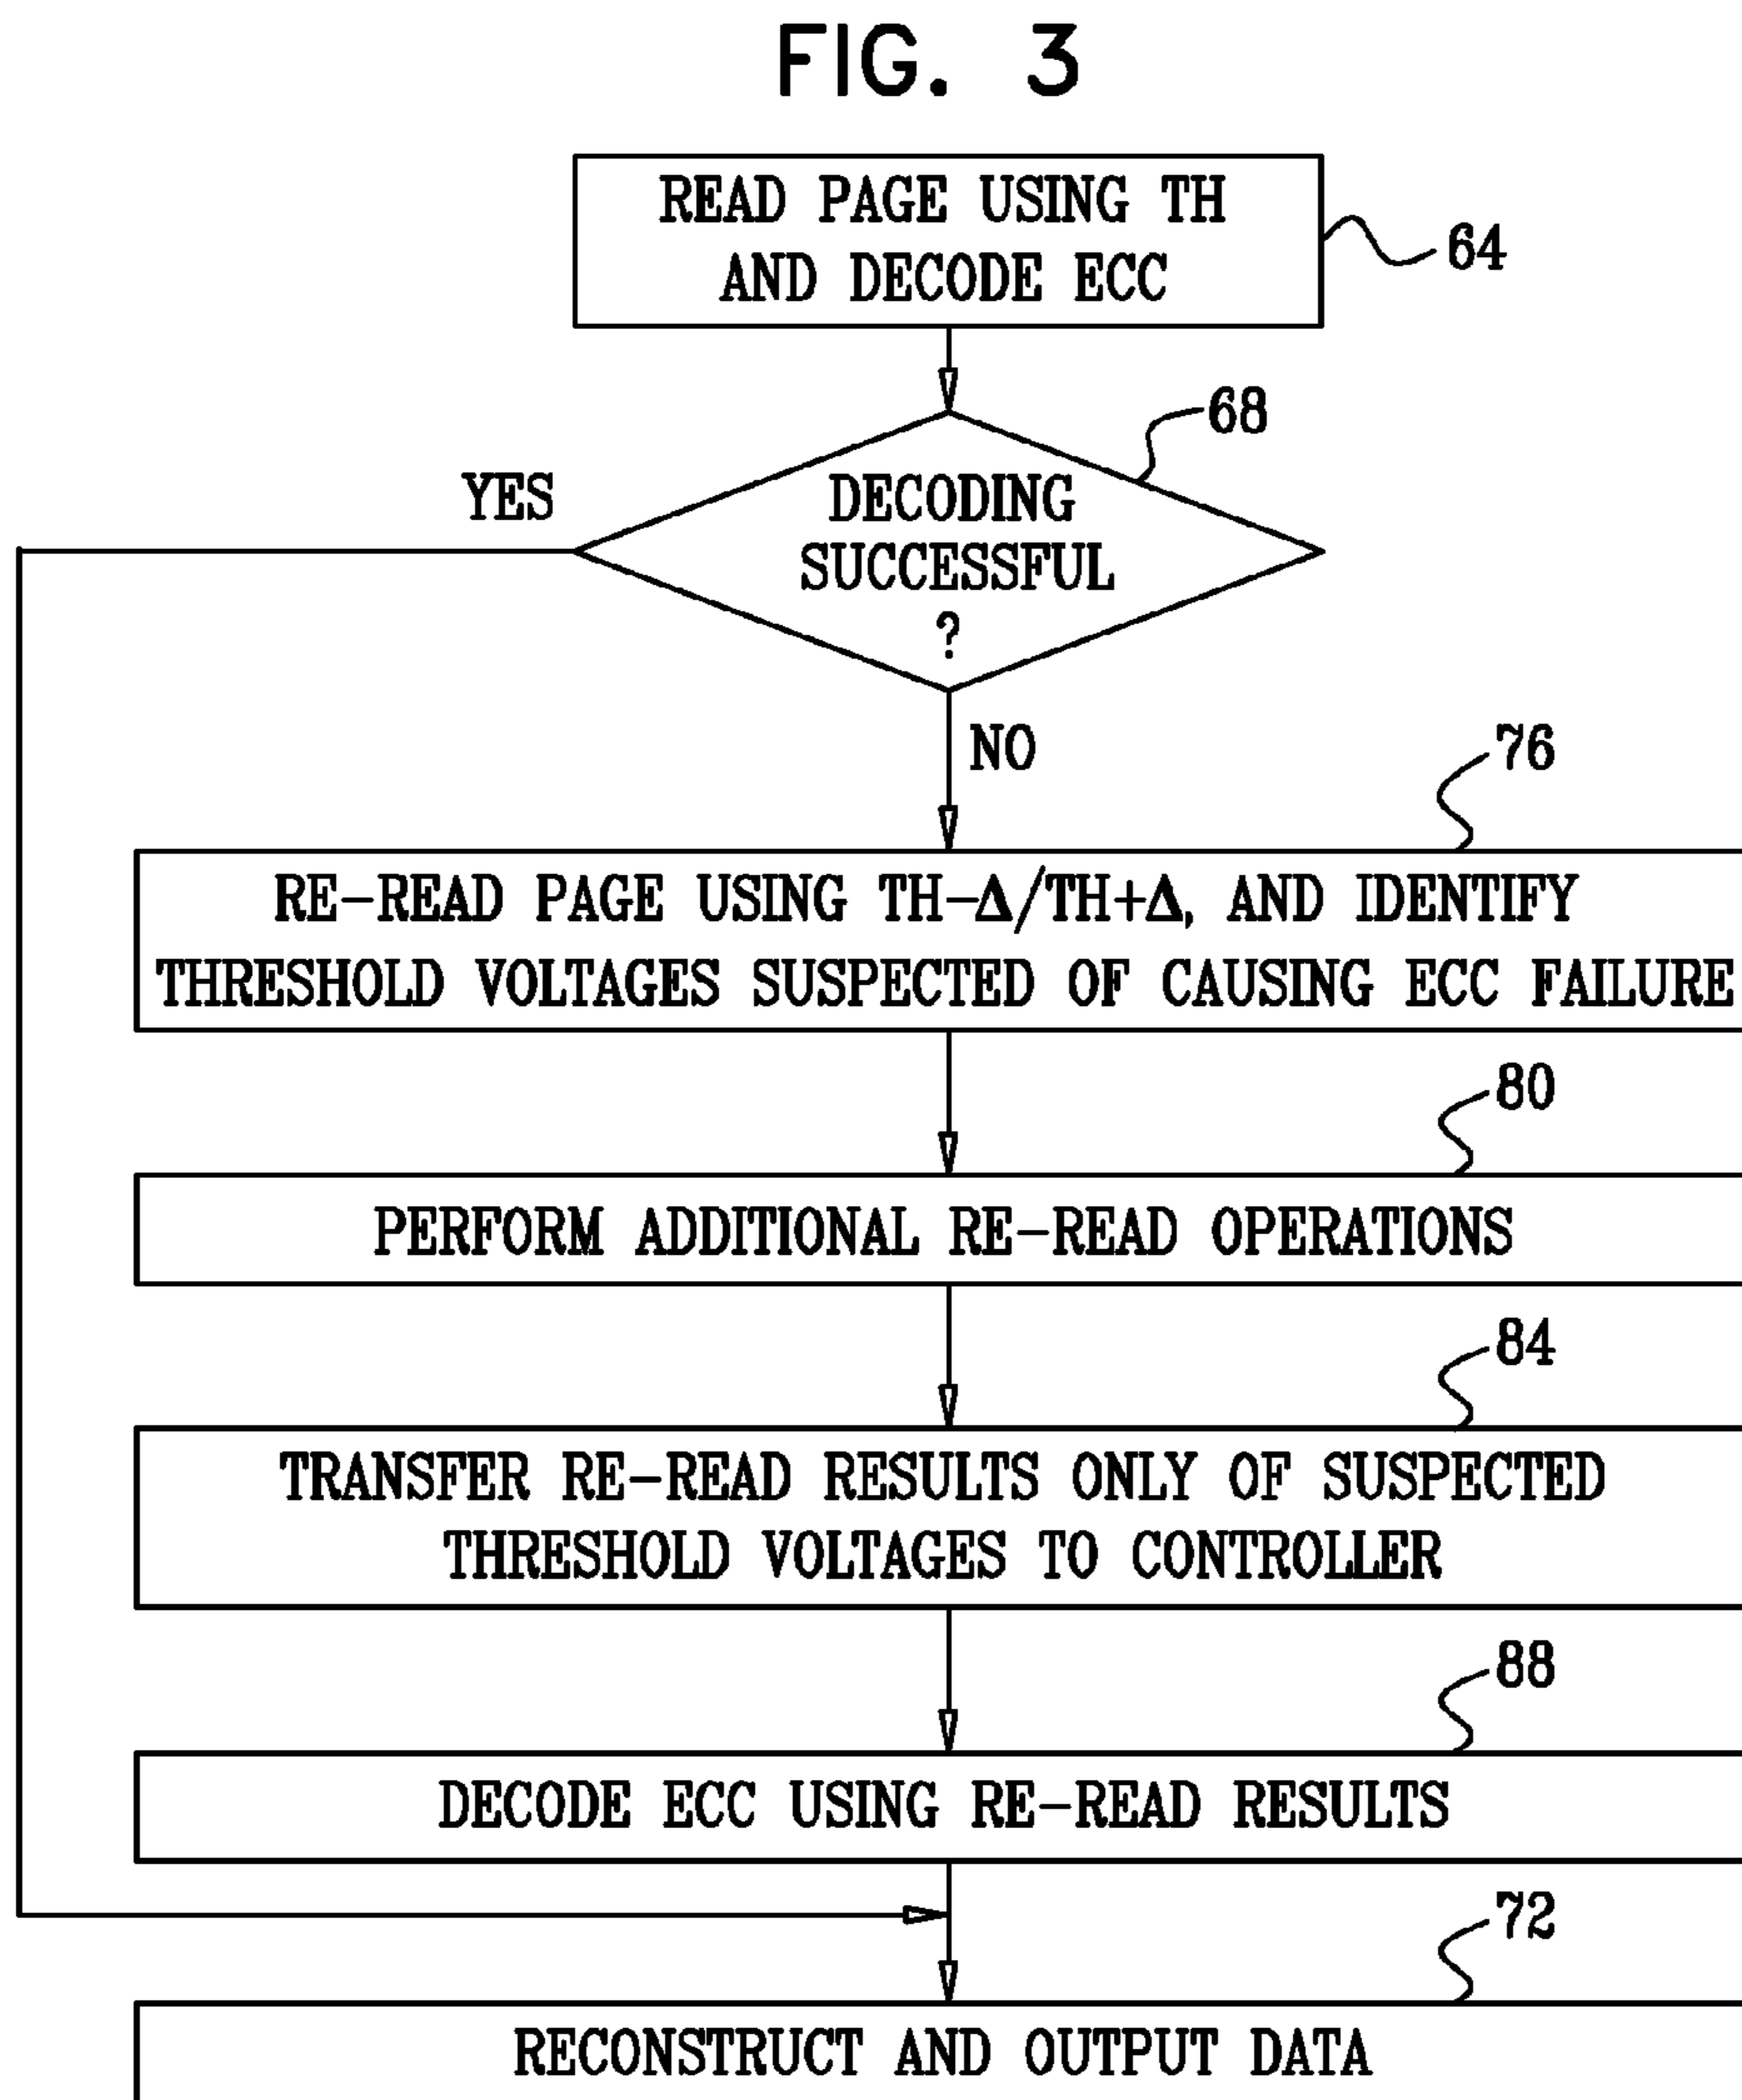 FIG. 3
READ PAGE USING TH
AND DECODE ECC
64
68
YES
DECODING
SUCCESSFUL
?
NO
76
RE-READ PAGE USING TH-Δ/TH+Δ, AND IDENTIFY
THRESHOLD VOLTAGES SUSPECTED OF CAUSING ECC FAILURE
80
PERFORM ADDITIONAL RE-READ OPERATIONS
84
TRANSFER RE-READ RESULTS ONLY OF SUSPECTED
THRESHOLD VOLTAGES TO CONTROLLER
88
DECODE ECC USING RE-READ RESULTS
72
RECONSTRUCT AND OUTPUT DATA